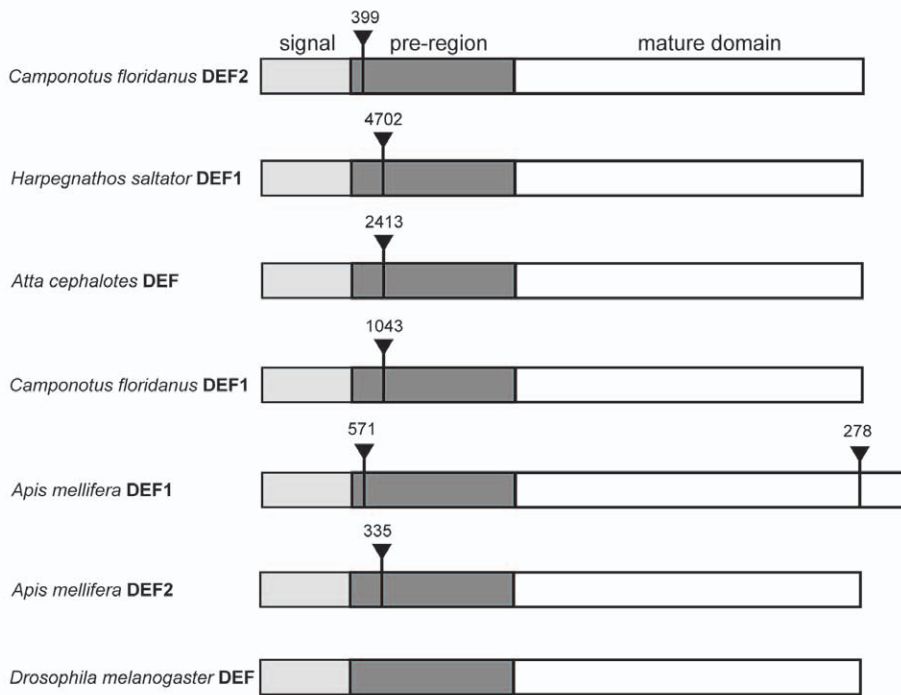 399
signal pre-region mature domain
Camponotus floridanus DEF2
4702
Harpegnathos saltator DEF1
2413
Atta cephalotes DEF
1043
Camponotus floridanus DEF1
571 278
Apis mellifera DEF1
335
Apis mellifera DEF2
Drosophila melanogaster DEF